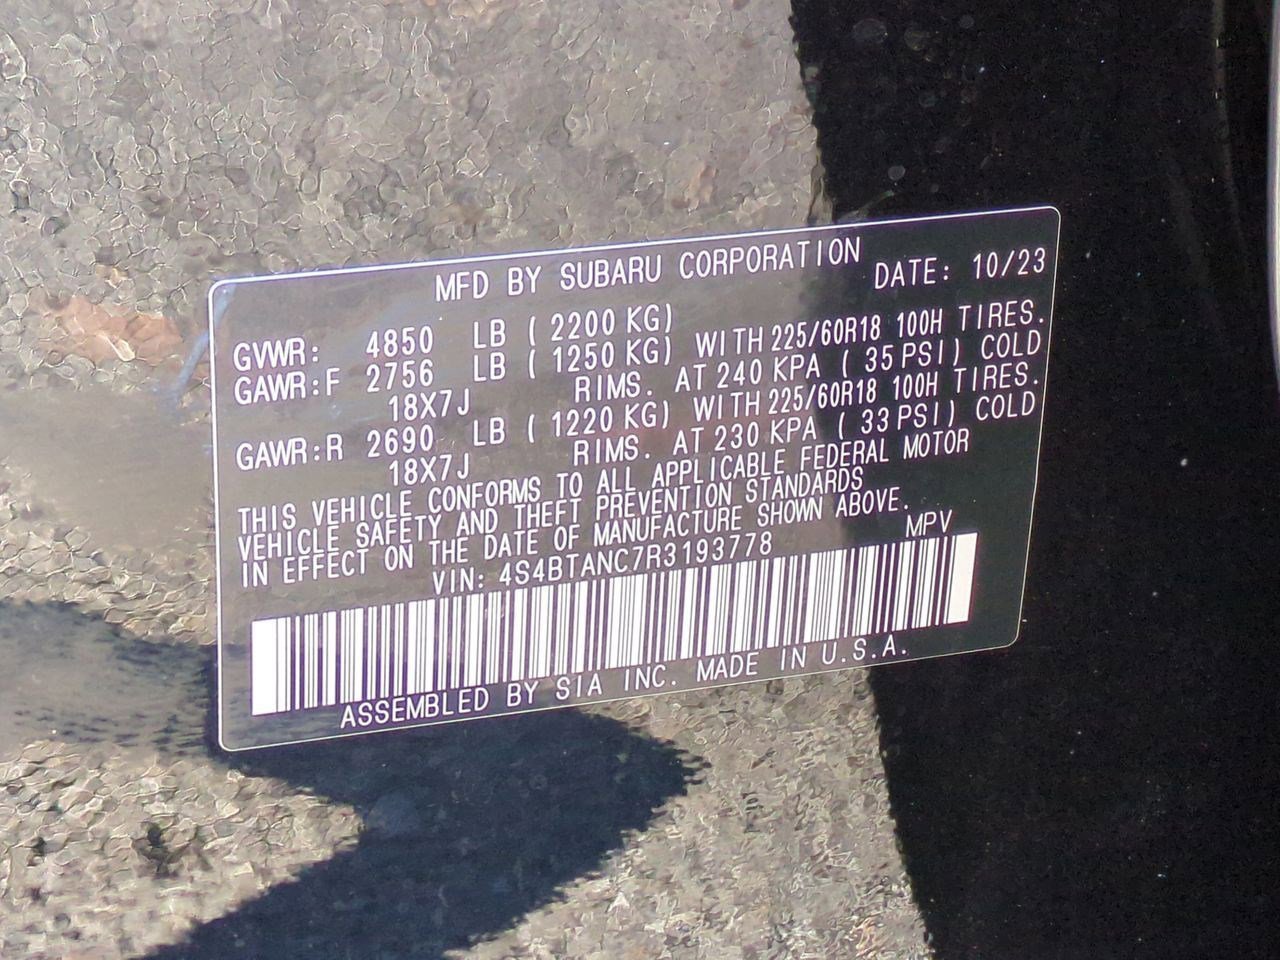 MFD BY SUBARU CORPORATION DATE: 10/23
GVWR: 4850 LB ( 2200 KG)
GAWR:F 2756 LB ( 1250 KG) WITH 225/60R18 100H TIRES.
18X7J RIMS. AT 240 KPA ( 35 PSI) COLD
GAWR:R 2690 LB ( 1220 KG) WITH 225/60R18 100H TIRES.
18X7J RIMS. AT 230 KPA ( 33 PSI) COLD
THIS VEHICLE CONFORMS TO ALL APPLICABLE FEDERAL MOTOR
VEHICLE SAFETY AND THEFT PREVENTION STANDARDS
IN EFFECT ON THE DATE OF MANUFACTURE SHOWN ABOVE.
VIN: 4S4BTANC7R3193778 MPV
ASSEMBLED BY SIA INC. MADE IN U.S.A.